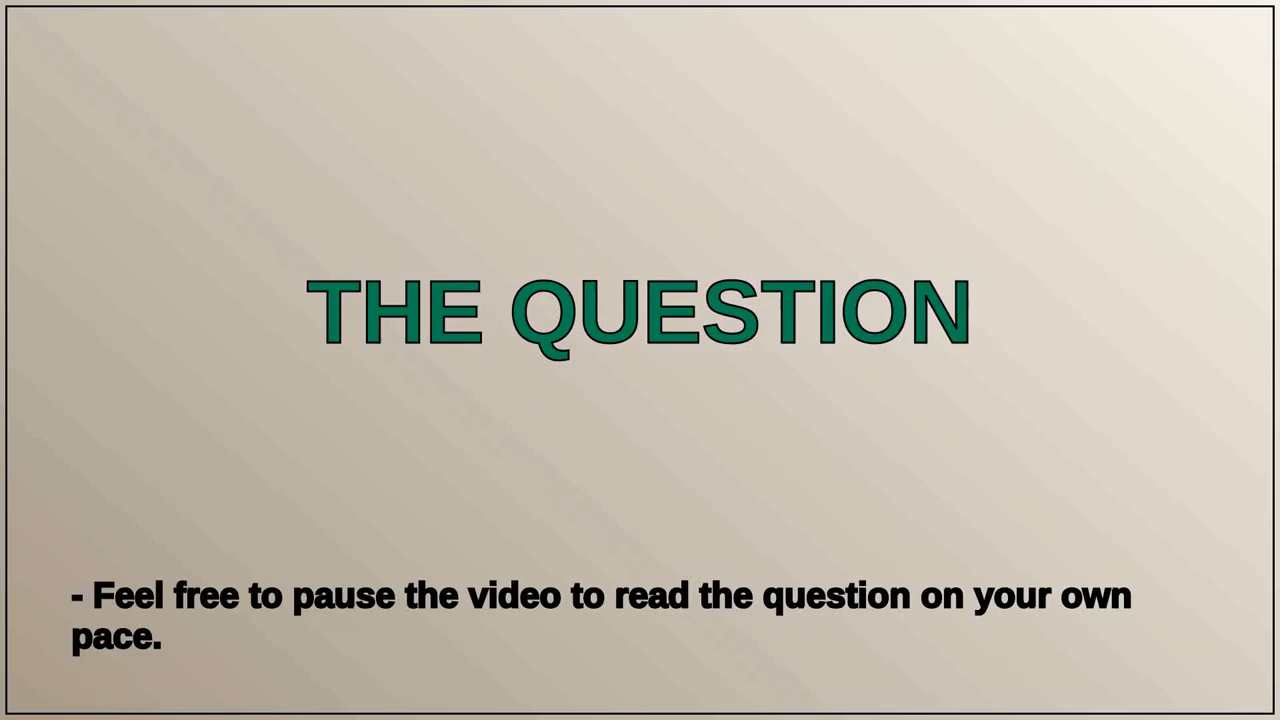 THE QUESTION
- Feel free to pause the video to read the question on your own
pace.